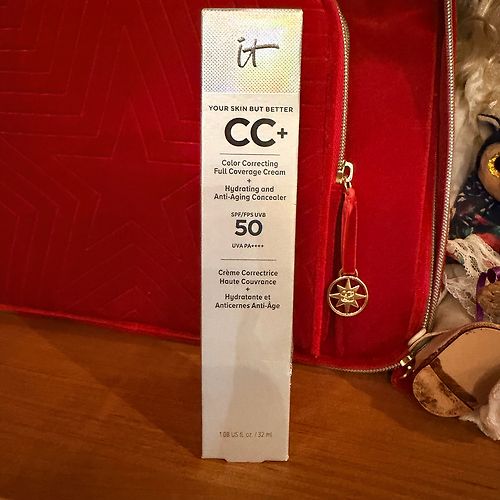 it
YOUR SKIN BUT BETTER
CC+
Color Correcting
Full Coverage Cream
+
Hydrating and
Anti-Aging Concealer
SPF/FPS UVB
50
UVA PA++++
Crème Correctrice
Haute Couvrance
+
Hydratante et
Anticernes Anti-Âge
1.08 US fl. oz. / 32 ml